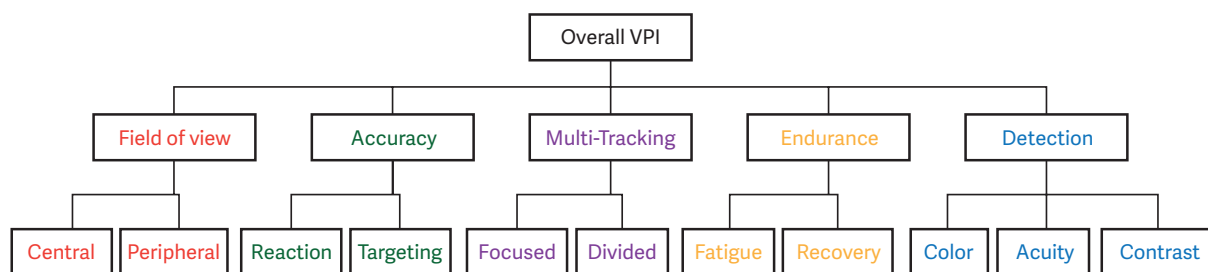 Overall VPI
Field of view
Accuracy
Multi-Tracking
Endurance
Detection
Central
Peripheral
Reaction
Targeting
Focused
Divided
Fatigue
Recovery
Color
Acuity
Contrast